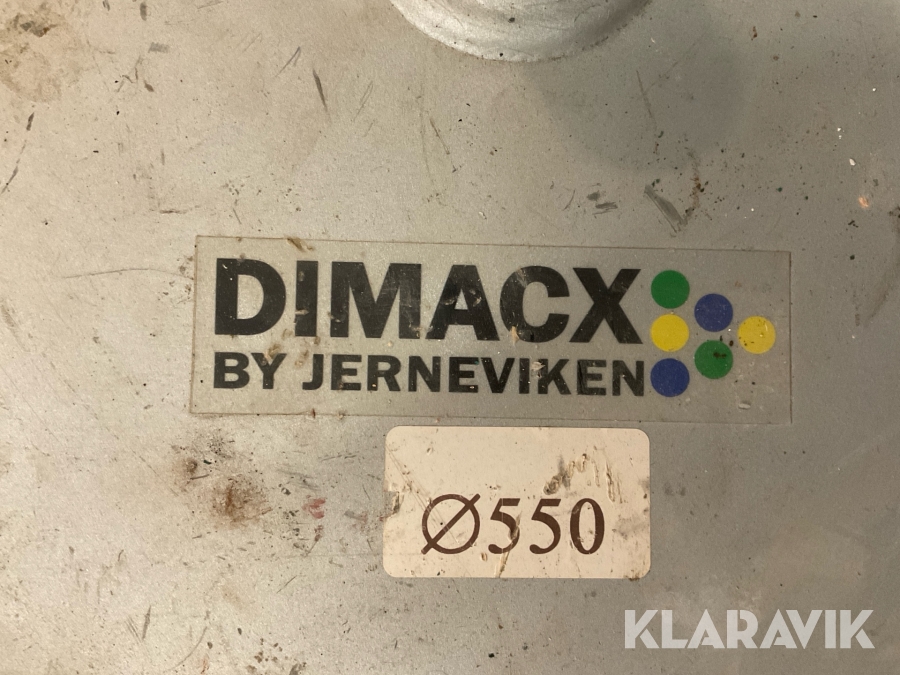 DIMACX
BY JERNEVIKEN
Ø550
KLARAVIK